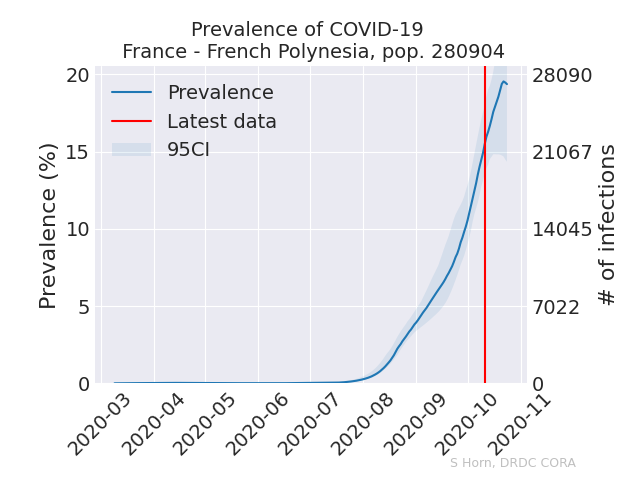 Prevalence of COVID-19
France - French Polynesia, pop. 280904
Prevalence
Latest data
95CI
Prevalence (%)
20
15
10
5
0
28090
21067
14045
7022
0
# of infections
2020-03
2020-04
2020-05
2020-06
2020-07
2020-08
2020-09
2020-10
2020-11
S Horn, DRDC CORA